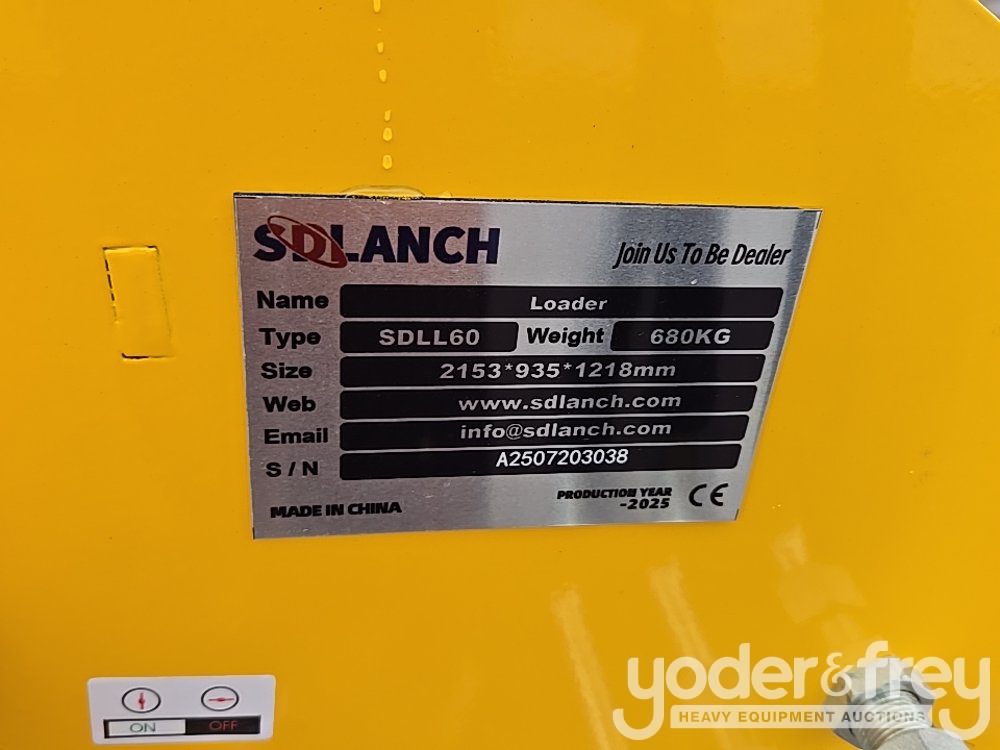 SDLANCH
Join Us To Be Dealer
Name Loader
Type SDLL60 Weight 680KG
Size 2153*935*1218mm
Web www.sdlanch.com
Email info@sdlanch.com
S / N A2507203038
MADE IN CHINA
PRODUCTION YEAR
-2025
CE
ON OFF
yoder&frey
HEAVY EQUIPMENT AUCTIONS